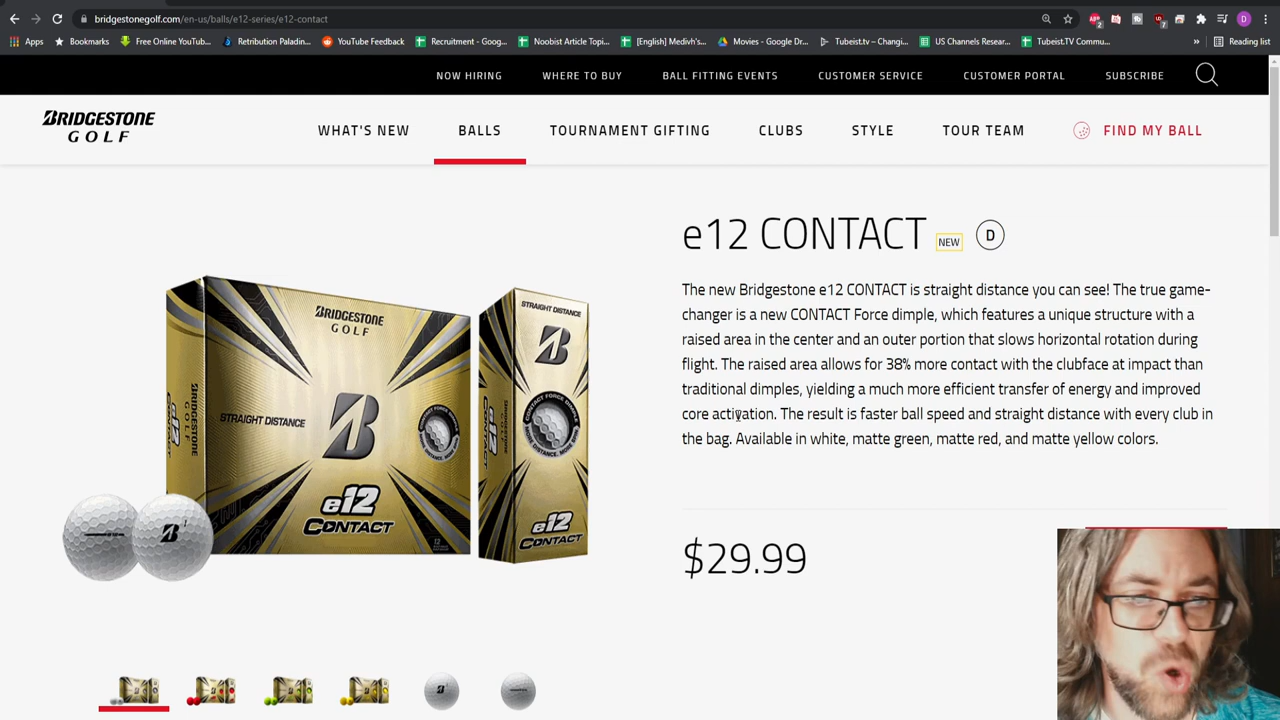 bridgestonegolf.com/en-us/balls/e12-series/e12-contact
Apps
Bookmarks
Free Online YouTub...
Retribution Paladin...
YouTube Feedback
Recruitment - Goog...
Noobist Article Topi...
[English] Medivh's...
Movies - Google Dr...
Tubeist.tv – Changi...
US Channels Resear...
Tubeist.TV Commu...
»
Reading list
NOW HIRING
WHERE TO BUY
BALL FITTING EVENTS
CUSTOMER SERVICE
CUSTOMER PORTAL
SUBSCRIBE
BRIDGESTONE
GOLF
WHAT'S NEW
BALLS
TOURNAMENT GIFTING
CLUBS
STYLE
TOUR TEAM
FIND MY BALL
e12 CONTACT NEW D
The new Bridgestone e12 CONTACT is straight distance you can see! The true game-
changer is a new CONTACT Force dimple, which features a unique structure with a
raised area in the center and an outer portion that slows horizontal rotation during
flight. The raised area allows for 38% more contact with the clubface at impact than
traditional dimples, yielding a much more efficient transfer of energy and improved
core activation. The result is faster ball speed and straight distance with every club in
the bag. Available in white, matte green, matte red, and matte yellow colors.
$29.99
BRIDGESTONE
GOLF
STRAIGHT DISTANCE
B
e12
CONTACT
STRAIGHT DISTANCE
B
CONTACT FORCE DIMPLE
e12
CONTACT
BRIDGESTONE
GOLF
e12
CONTACT
B